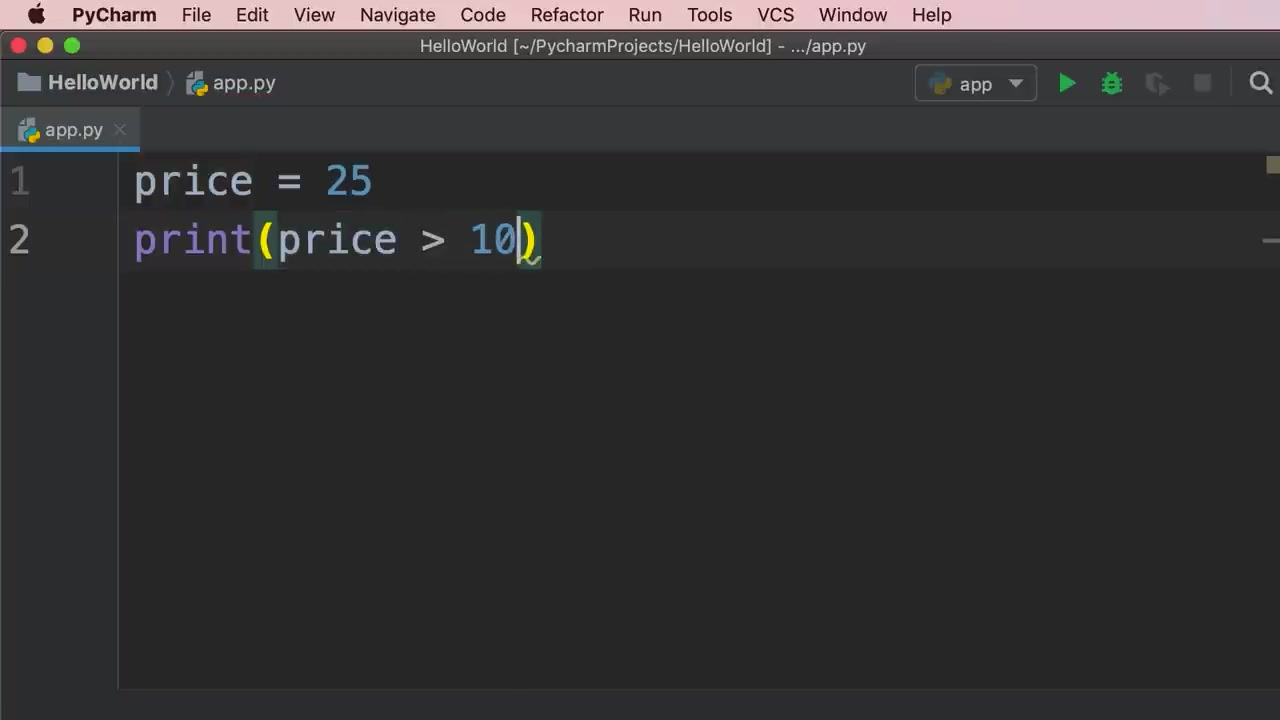 PyCharm File Edit View Navigate Code Refactor Run Tools VCS Window Help
HelloWorld [~/PycharmProjects/HelloWorld] - .../app.py
HelloWorld app.py app
app.py
1 price = 25
2 print(price > 10)